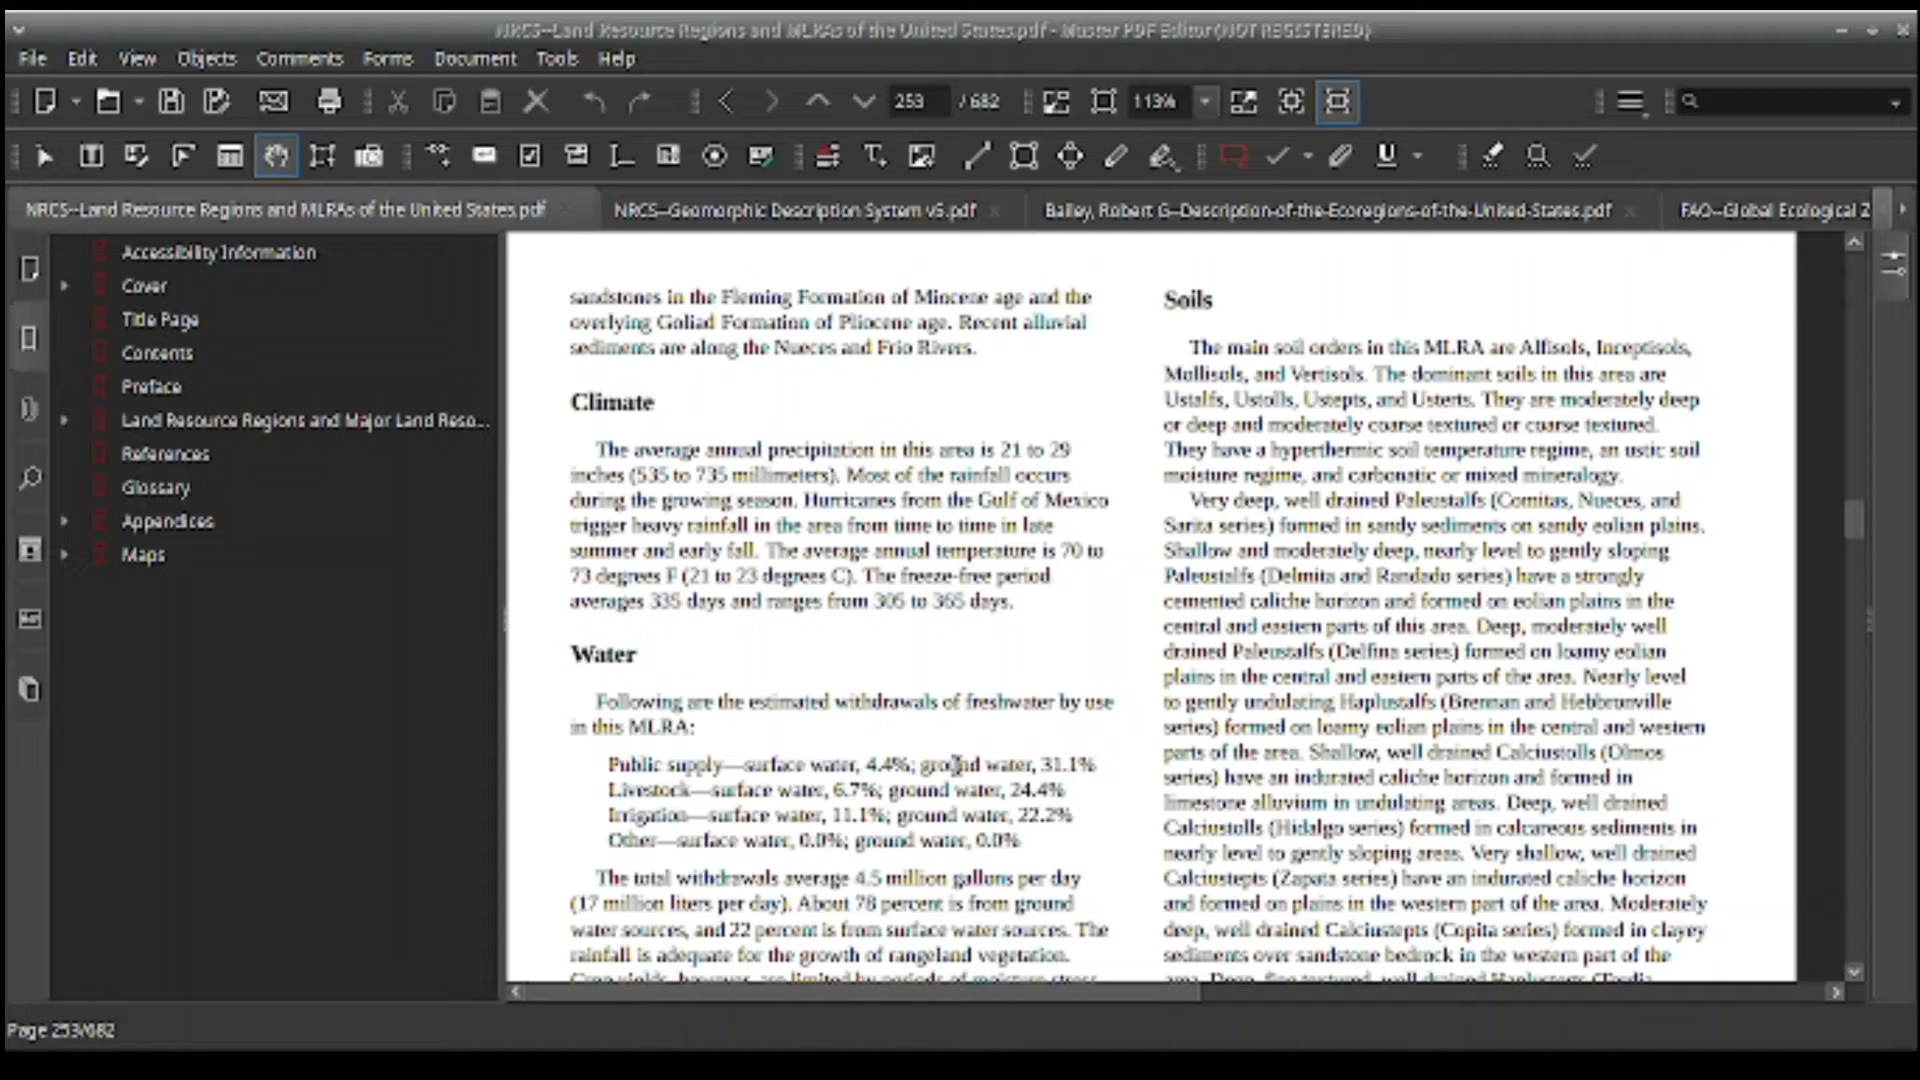 NRCS--Land Resource Regions and MLRAs of the United States.pdf - Master PDF Editor (NOT REGISTERED)
File Edit View Objects Comments Forms Document Tools Help
253 / 682 113%
NRCS--Land Resource Regions and MLRAs of the United States.pdf
NRCS--Geomorphic Description System v5.pdf
Bailey, Robert G--Description-of-the-Ecoregions-of-the-United-States.pdf
FAO--Global Ecological Z
Accessibility Information
Cover
Title Page
Contents
Preface
Land Resource Regions and Major Land Reso...
References
Glossary
Appendices
Maps
sandstones in the Fleming Formation of Miocene age and the
overlying Goliad Formation of Pliocene age. Recent alluvial
sediments are along the Nueces and Frio Rivers.
Climate
The average annual precipitation in this area is 21 to 29
inches (535 to 735 millimeters). Most of the rainfall occurs
during the growing season. Hurricanes from the Gulf of Mexico
trigger heavy rainfall in the area from time to time in late
summer and early fall. The average annual temperature is 70 to
73 degrees F (21 to 23 degrees C). The freeze-free period
averages 335 days and ranges from 305 to 365 days.
Water
Following are the estimated withdrawals of freshwater by use
in this MLRA:
Public supply—surface water, 4.4%; ground water, 31.1%
Livestock—surface water, 6.7%; ground water, 24.4%
Irrigation—surface water, 11.1%; ground water, 22.2%
Other—surface water, 0.0%; ground water, 0.0%
The total withdrawals average 4.5 million gallons per day
(17 million liters per day). About 78 percent is from ground
water sources, and 22 percent is from surface water sources. The
rainfall is adequate for the growth of rangeland vegetation.
Crop yields, however, are limited by periods of moisture stress
Soils
The main soil orders in this MLRA are Alfisols, Inceptisols,
Mollisols, and Vertisols. The dominant soils in this area are
Ustalfs, Ustolls, Ustepts, and Usterts. They are moderately deep
or deep and moderately coarse textured or coarse textured.
They have a hyperthermic soil temperature regime, an ustic soil
moisture regime, and carbonatic or mixed mineralogy.
Very deep, well drained Paleustalfs (Comitas, Nueces, and
Sarita series) formed in sandy sediments on sandy eolian plains.
Shallow and moderately deep, nearly level to gently sloping
Paleustalfs (Delmita and Randado series) have a strongly
cemented caliche horizon and formed on eolian plains in the
central and eastern parts of this area. Deep, moderately well
drained Paleustalfs (Delfina series) formed on loamy eolian
plains in the central and eastern parts of the area. Nearly level
to gently undulating Haplustalfs (Brennan and Hebbronville
series) formed on loamy eolian plains in the central and western
parts of the area. Shallow, well drained Calciustolls (Olmos
series) have an indurated caliche horizon and formed in
limestone alluvium in undulating areas. Deep, well drained
Calciustolls (Hidalgo series) formed in calcareous sediments in
nearly level to gently sloping areas. Very shallow, well drained
Calciustepts (Zapata series) have an indurated caliche horizon
and formed on plains in the western part of the area. Moderately
deep, well drained Calciustepts (Copita series) formed in clayey
sediments over sandstone bedrock in the western part of the
area. Deep, fine textured, well drained Haplusterts
Page 253/682